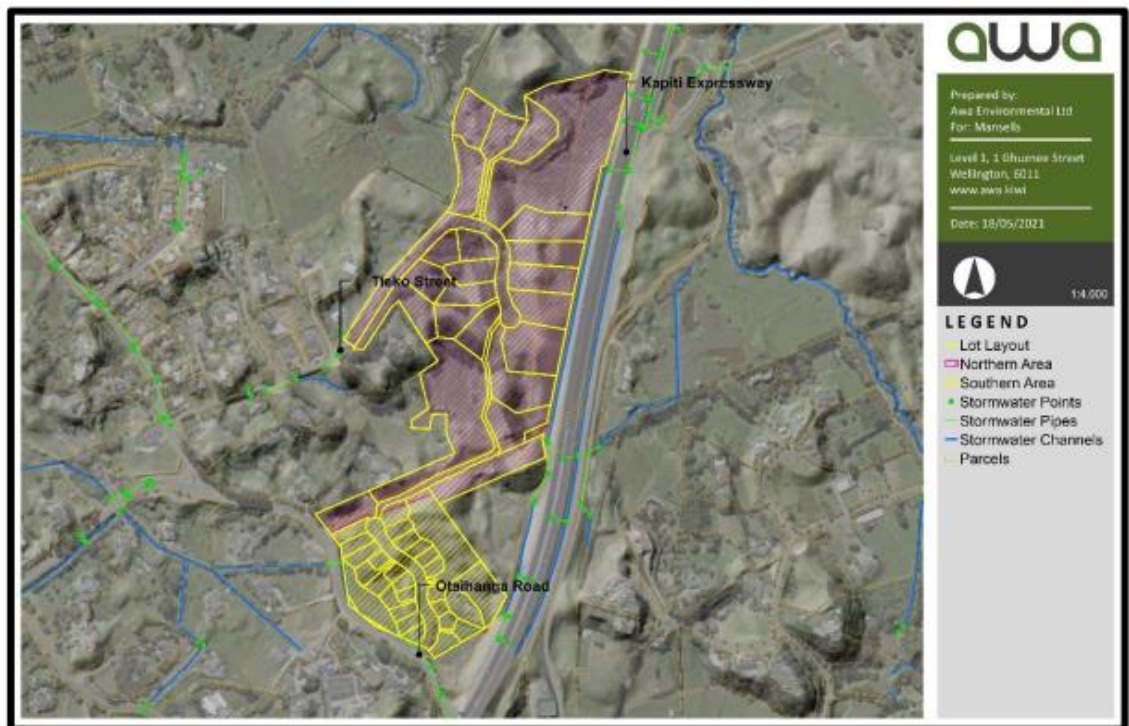 Kapiti Expressway
Tieko Street
Otaihanga Road
awa
Prepared by:
Awa Environmental Ltd
For: Mansells
Level 1, 1 Ghuznee Street
Wellington, 6011
www.awa.kiwi
Date: 18/05/2021
1:4,000
LEGEND
Lot Layout
Northern Area
Southern Area
Stormwater Points
Stormwater Pipes
Stormwater Channels
Parcels